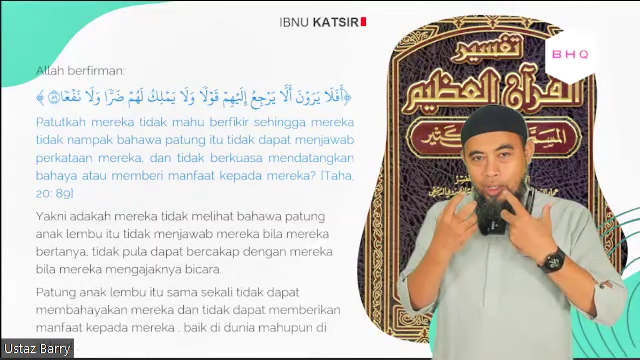 IBNU KATSIR
BHQ
Allah berfirman:
﴿أَفَلَا يَرَوْنَ أَلَّا يَرْجِعُ إِلَيْهِمْ قَوْلًا وَلَا يَمْلِكُ لَهُمْ ضَرًّا وَلَا نَفْعًا﴾
Patutkah mereka tidak mahu berfikir sehingga mereka
tidak nampak bahawa patung itu tidak dapat menjawab
perkataan mereka, dan tidak berkuasa mendatangkan
bahaya atau memberi manfaat kepada mereka? [Taha.
20: 89]
Yakni adakah mereka tidak melihat bahawa patung
anak lembu itu tidak menjawab mereka bila mereka
bertanya, tidak pula dapat bercakap dengan mereka
bila mereka mengajaknya bicara.
Patung anak lembu itu sama sekali tidak dapat
membahayakan mereka dan tidak dapat memberikan
manfaat kepada mereka , baik di dunia mahupun di
تفسير
القرآن العظيم
Ustaz Barry